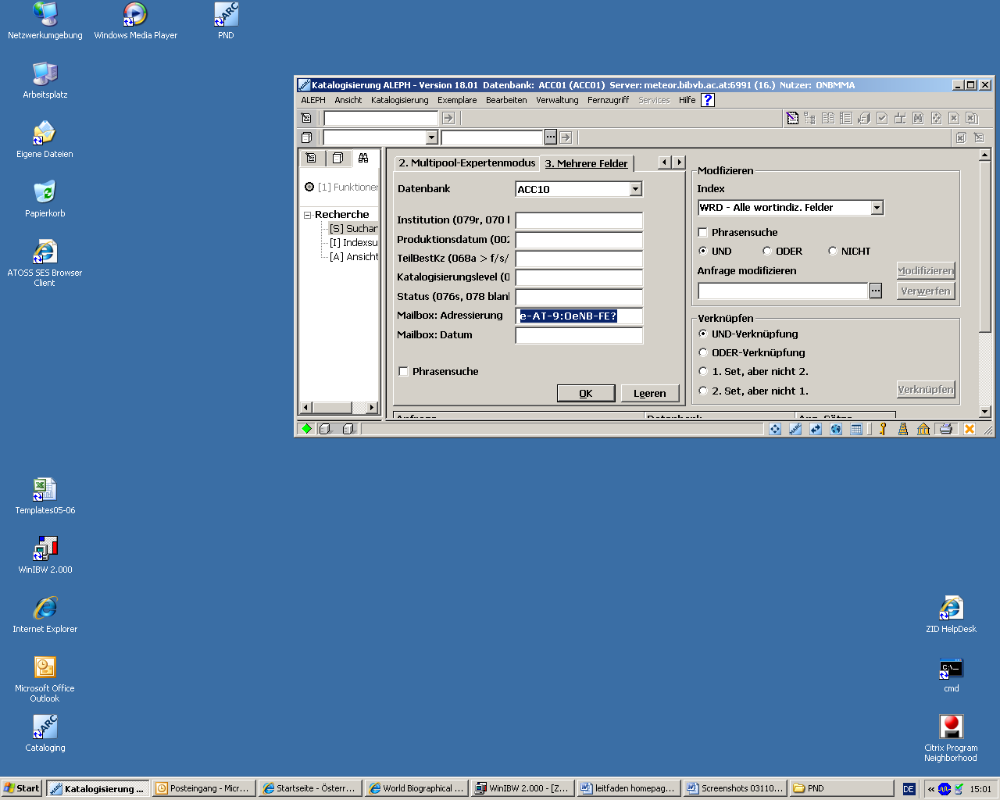 Netzwerkumgebung
Windows Media Player
PND
Arbeitsplatz
Eigene Dateien
Papierkorb
ATOSS SES Browser
Client
Templates05-06
WinIBW 2.000
Internet Explorer
Microsoft Office
Outlook
Cataloging
Katalogisierung ALEPH - Version 18.01 Datenbank: ACC01 (ACC01) Server: meteor.bibvb.ac.at:6991 (16.) Nutzer: ONBMMA
ALEPH Ansicht Katalogisierung Exemplare Bearbeiten Verwaltung Fernzugriff Services Hilfe ?
[1] Funktionen
Recherche
[S] Suchan
[I] Indexsu
[A] Ansicht
2. Multipool-Expertenmodus 3. Mehrere Felder
Datenbank ACC10
Institution (079r, 070 l
Produktionsdatum (002
TeilBestKz (068a > f/s/
Katalogisierungslevel (0
Status (076s, 078 blanl
Mailbox: Adressierung e-AT-9:OeNB-FE?
Mailbox: Datum
Phrasensuche
OK Leeren
Modfizieren
Index
WRD - Alle wortindiz. Felder
Phrasensuche
UND ODER NICHT
Anfrage modifizieren Modifizieren
... Verwerfen
Verknüpfen
UND-Verknüpfung
ODER-Verknüpfung
1. Set, aber nicht 2.
2. Set, aber nicht 1. Verknüpfen
Anfrage Datenbank Anz. Sätze
ZID HelpDesk
C:\_
cmd
Citrix Program
Neighborhood
Start Katalogisierung ... Posteingang - Micr... Startseite - Österr... World Biographical ... WinIBW 2.000 - [Z... leitfaden homepag... Screenshots 03110... PND DE « 15:01